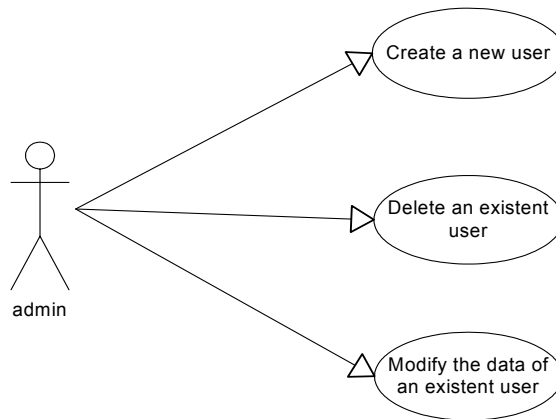 Create a new user
Delete an existent
user
admin
Modify the data of
an existent user